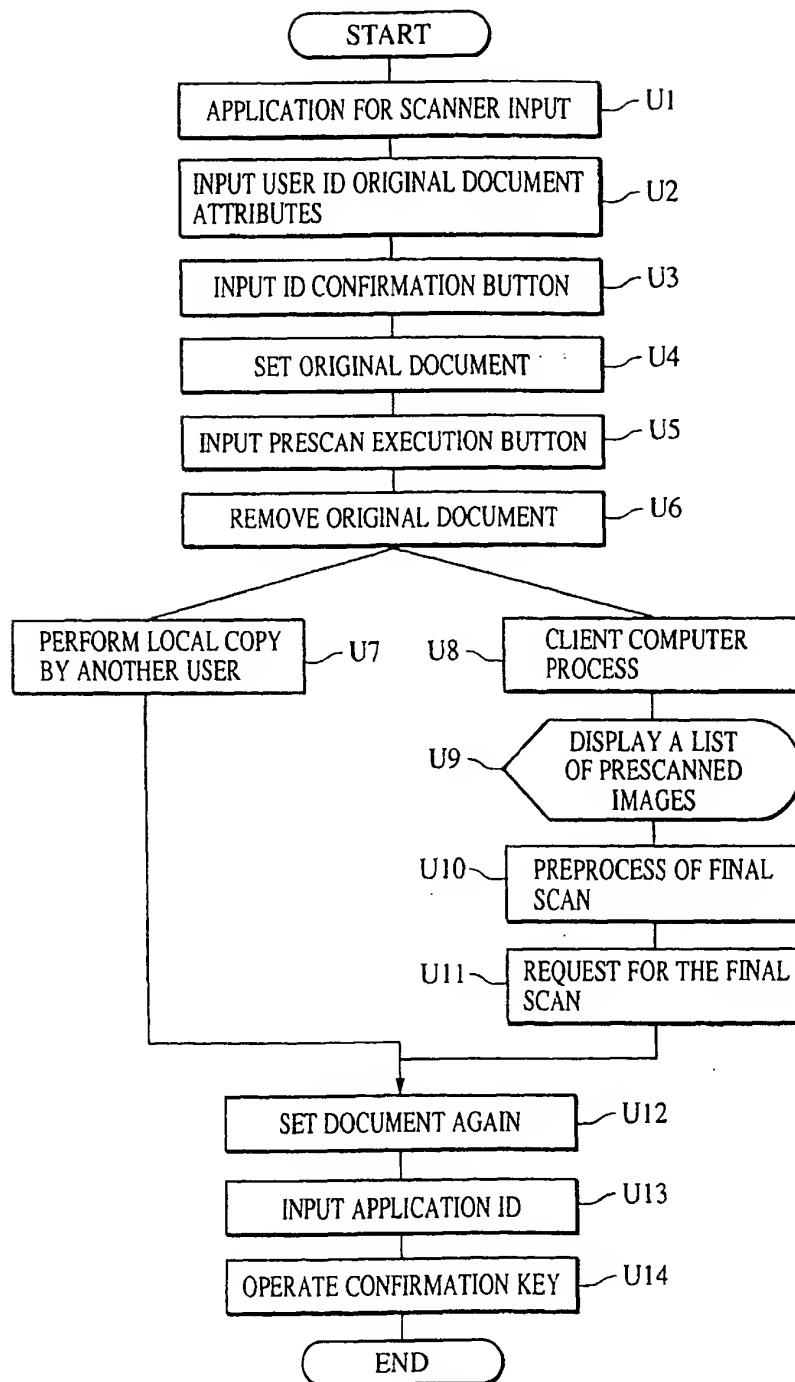 START
APPLICATION FOR SCANNER INPUT
U1
INPUT USER ID ORIGINAL DOCUMENT
ATTRIBUTES
U2
INPUT ID CONFIRMATION BUTTON
U3
SET ORIGINAL DOCUMENT
U4
INPUT PRESCAN EXECUTION BUTTON
U5
REMOVE ORIGINAL DOCUMENT
U6
PERFORM LOCAL COPY
BY ANOTHER USER
U7
U8
CLIENT COMPUTER
PROCESS
U9
DISPLAY A LIST
OF PRESCANNED
IMAGES
U10
PREPROCESS OF FINAL
SCAN
U11
REQUEST FOR THE FINAL
SCAN
SET DOCUMENT AGAIN
U12
INPUT APPLICATION ID
U13
OPERATE CONFIRMATION KEY
U14
END